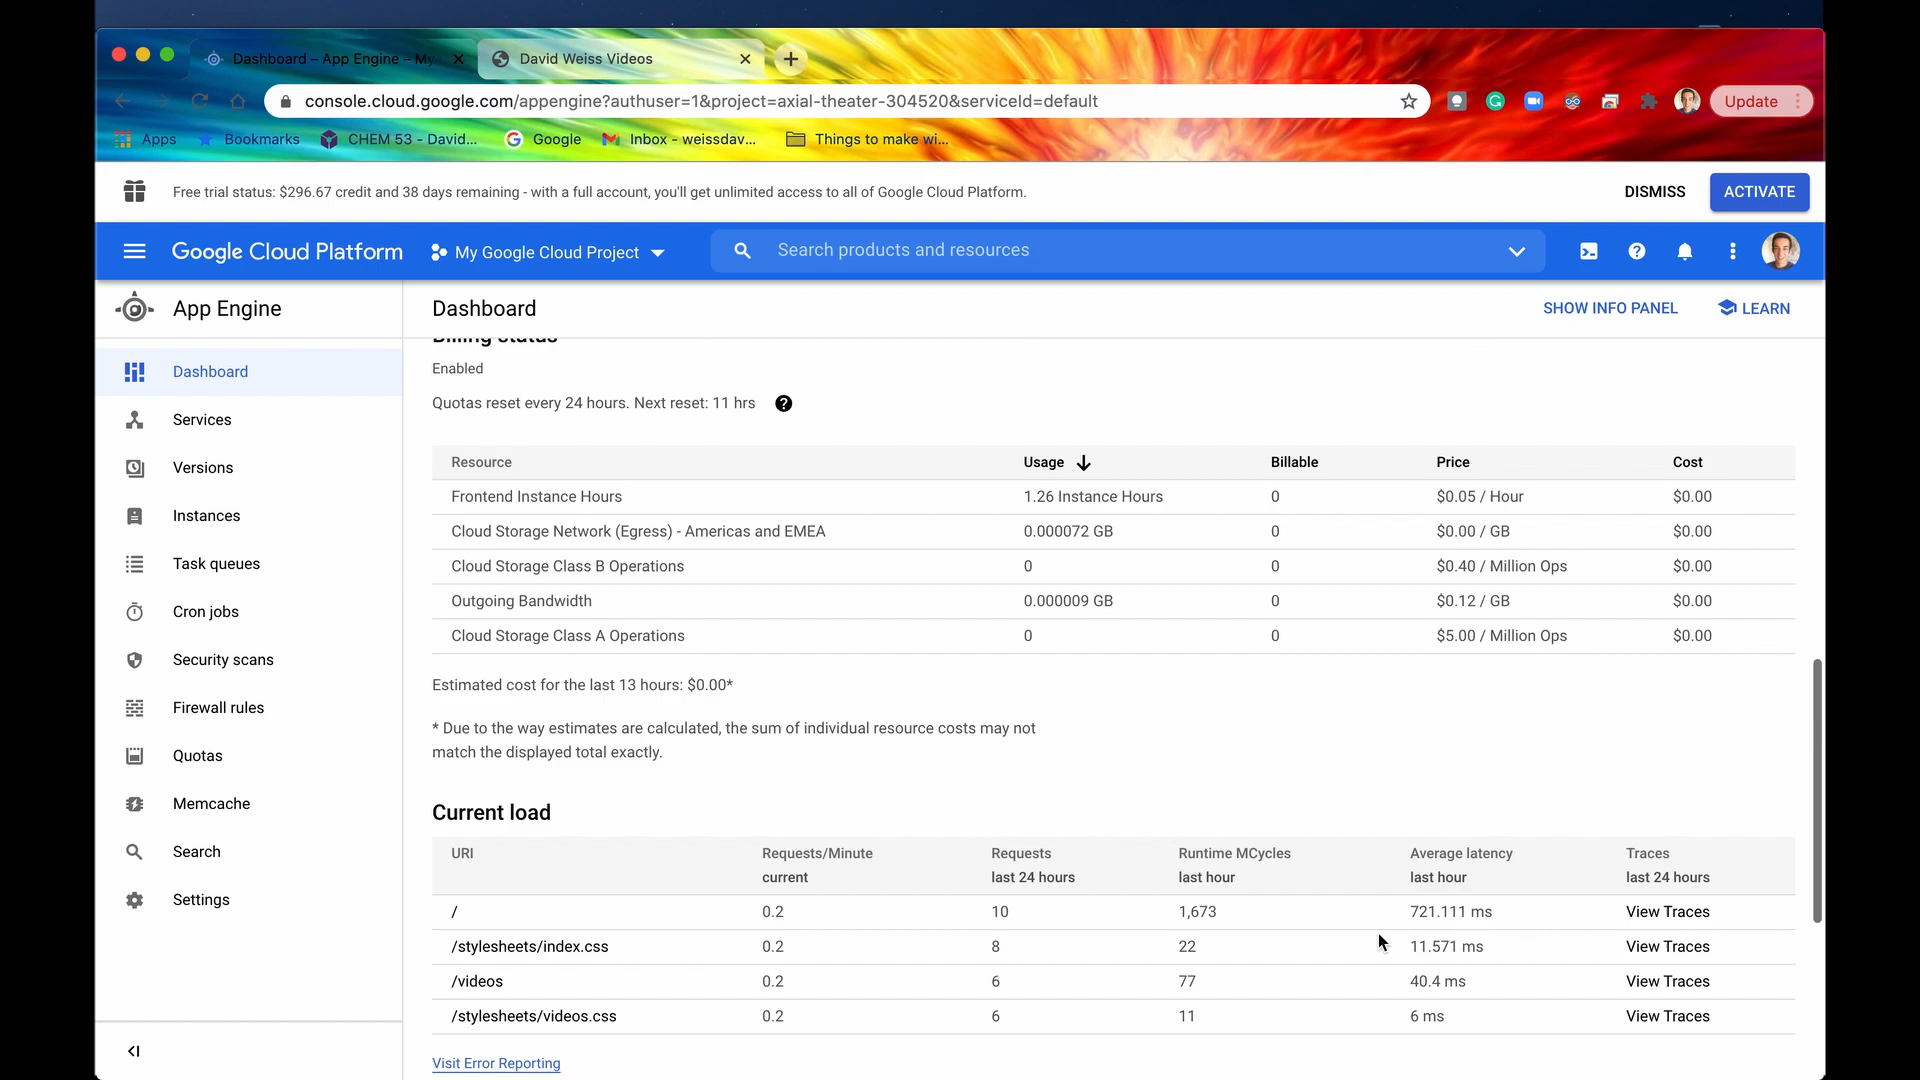 Dashboard – App Engine – My
David Weiss Videos
console.cloud.google.com/appengine?authuser=1&project=axial-theater-304520&serviceId=default
Update
Apps
Bookmarks
CHEM 53 - David...
Google
Inbox - weissdav...
Things to make wi...
Free trial status: $296.67 credit and 38 days remaining - with a full account, you'll get unlimited access to all of Google Cloud Platform.
DISMISS
ACTIVATE
Google Cloud Platform
My Google Cloud Project
Search products and resources
App Engine
Dashboard
SHOW INFO PANEL
LEARN
Dashboard
Services
Versions
Instances
Task queues
Cron jobs
Security scans
Firewall rules
Quotas
Memcache
Search
Settings
Billing status
Enabled
Quotas reset every 24 hours. Next reset: 11 hrs
Resource Usage Billable Price Cost
Frontend Instance Hours 1.26 Instance Hours 0 $0.05 / Hour $0.00
Cloud Storage Network (Egress) - Americas and EMEA 0.000072 GB 0 $0.00 / GB $0.00
Cloud Storage Class B Operations 0 0 $0.40 / Million Ops $0.00
Outgoing Bandwidth 0.000009 GB 0 $0.12 / GB $0.00
Cloud Storage Class A Operations 0 0 $5.00 / Million Ops $0.00
Estimated cost for the last 13 hours: $0.00*
* Due to the way estimates are calculated, the sum of individual resource costs may not
match the displayed total exactly.
Current load
URI Requests/Minute Requests Runtime MCycles Average latency Traces
current last 24 hours last hour last hour last 24 hours
/ 0.2 10 1,673 721.111 ms View Traces
/stylesheets/index.css 0.2 8 22 11.571 ms View Traces
/videos 0.2 6 77 40.4 ms View Traces
/stylesheets/videos.css 0.2 6 11 6 ms View Traces
Visit Error Reporting